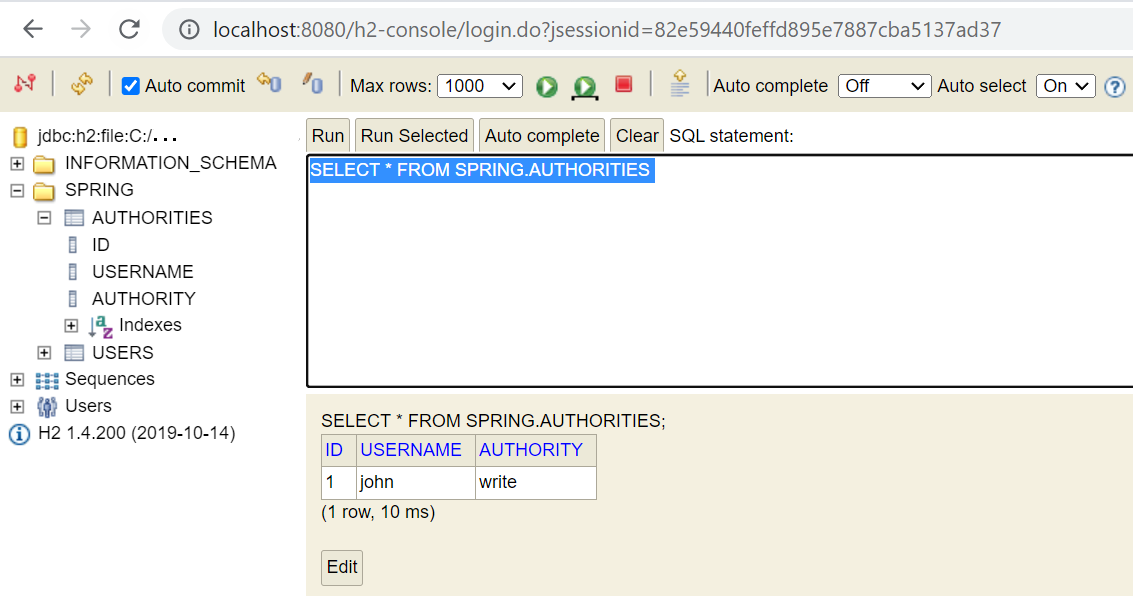 localhost:8080/h2-console/login.do?jsessionid=82e59440feffd895e7887cba5137ad37
Auto commit Max rows: 1000 Auto complete Off Auto select On ?
jdbc:h2:file:C:/...
INFORMATION_SCHEMA
SPRING
AUTHORITIES
ID
USERNAME
AUTHORITY
Indexes
USERS
Sequences
Users
H2 1.4.200 (2019-10-14)
Run Run Selected Auto complete Clear SQL statement:
SELECT * FROM SPRING.AUTHORITIES
SELECT * FROM SPRING.AUTHORITIES;
ID USERNAME AUTHORITY
1 john write
(1 row, 10 ms)
Edit